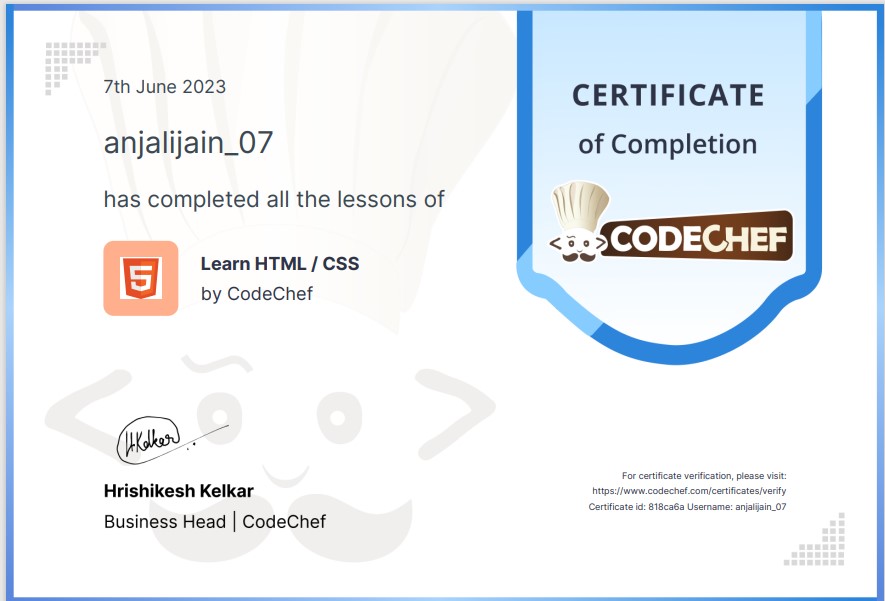 7th June 2023
anjalijain_07
has completed all the lessons of
Learn HTML / CSS
by CodeChef
CERTIFICATE
of Completion
CODECHEF
H.Kelkar
Hrishikesh Kelkar
Business Head | CodeChef
For certificate verification, please visit:
https://www.codechef.com/certificates/verify
Certificate id: 818ca6a Username: anjalijain_07